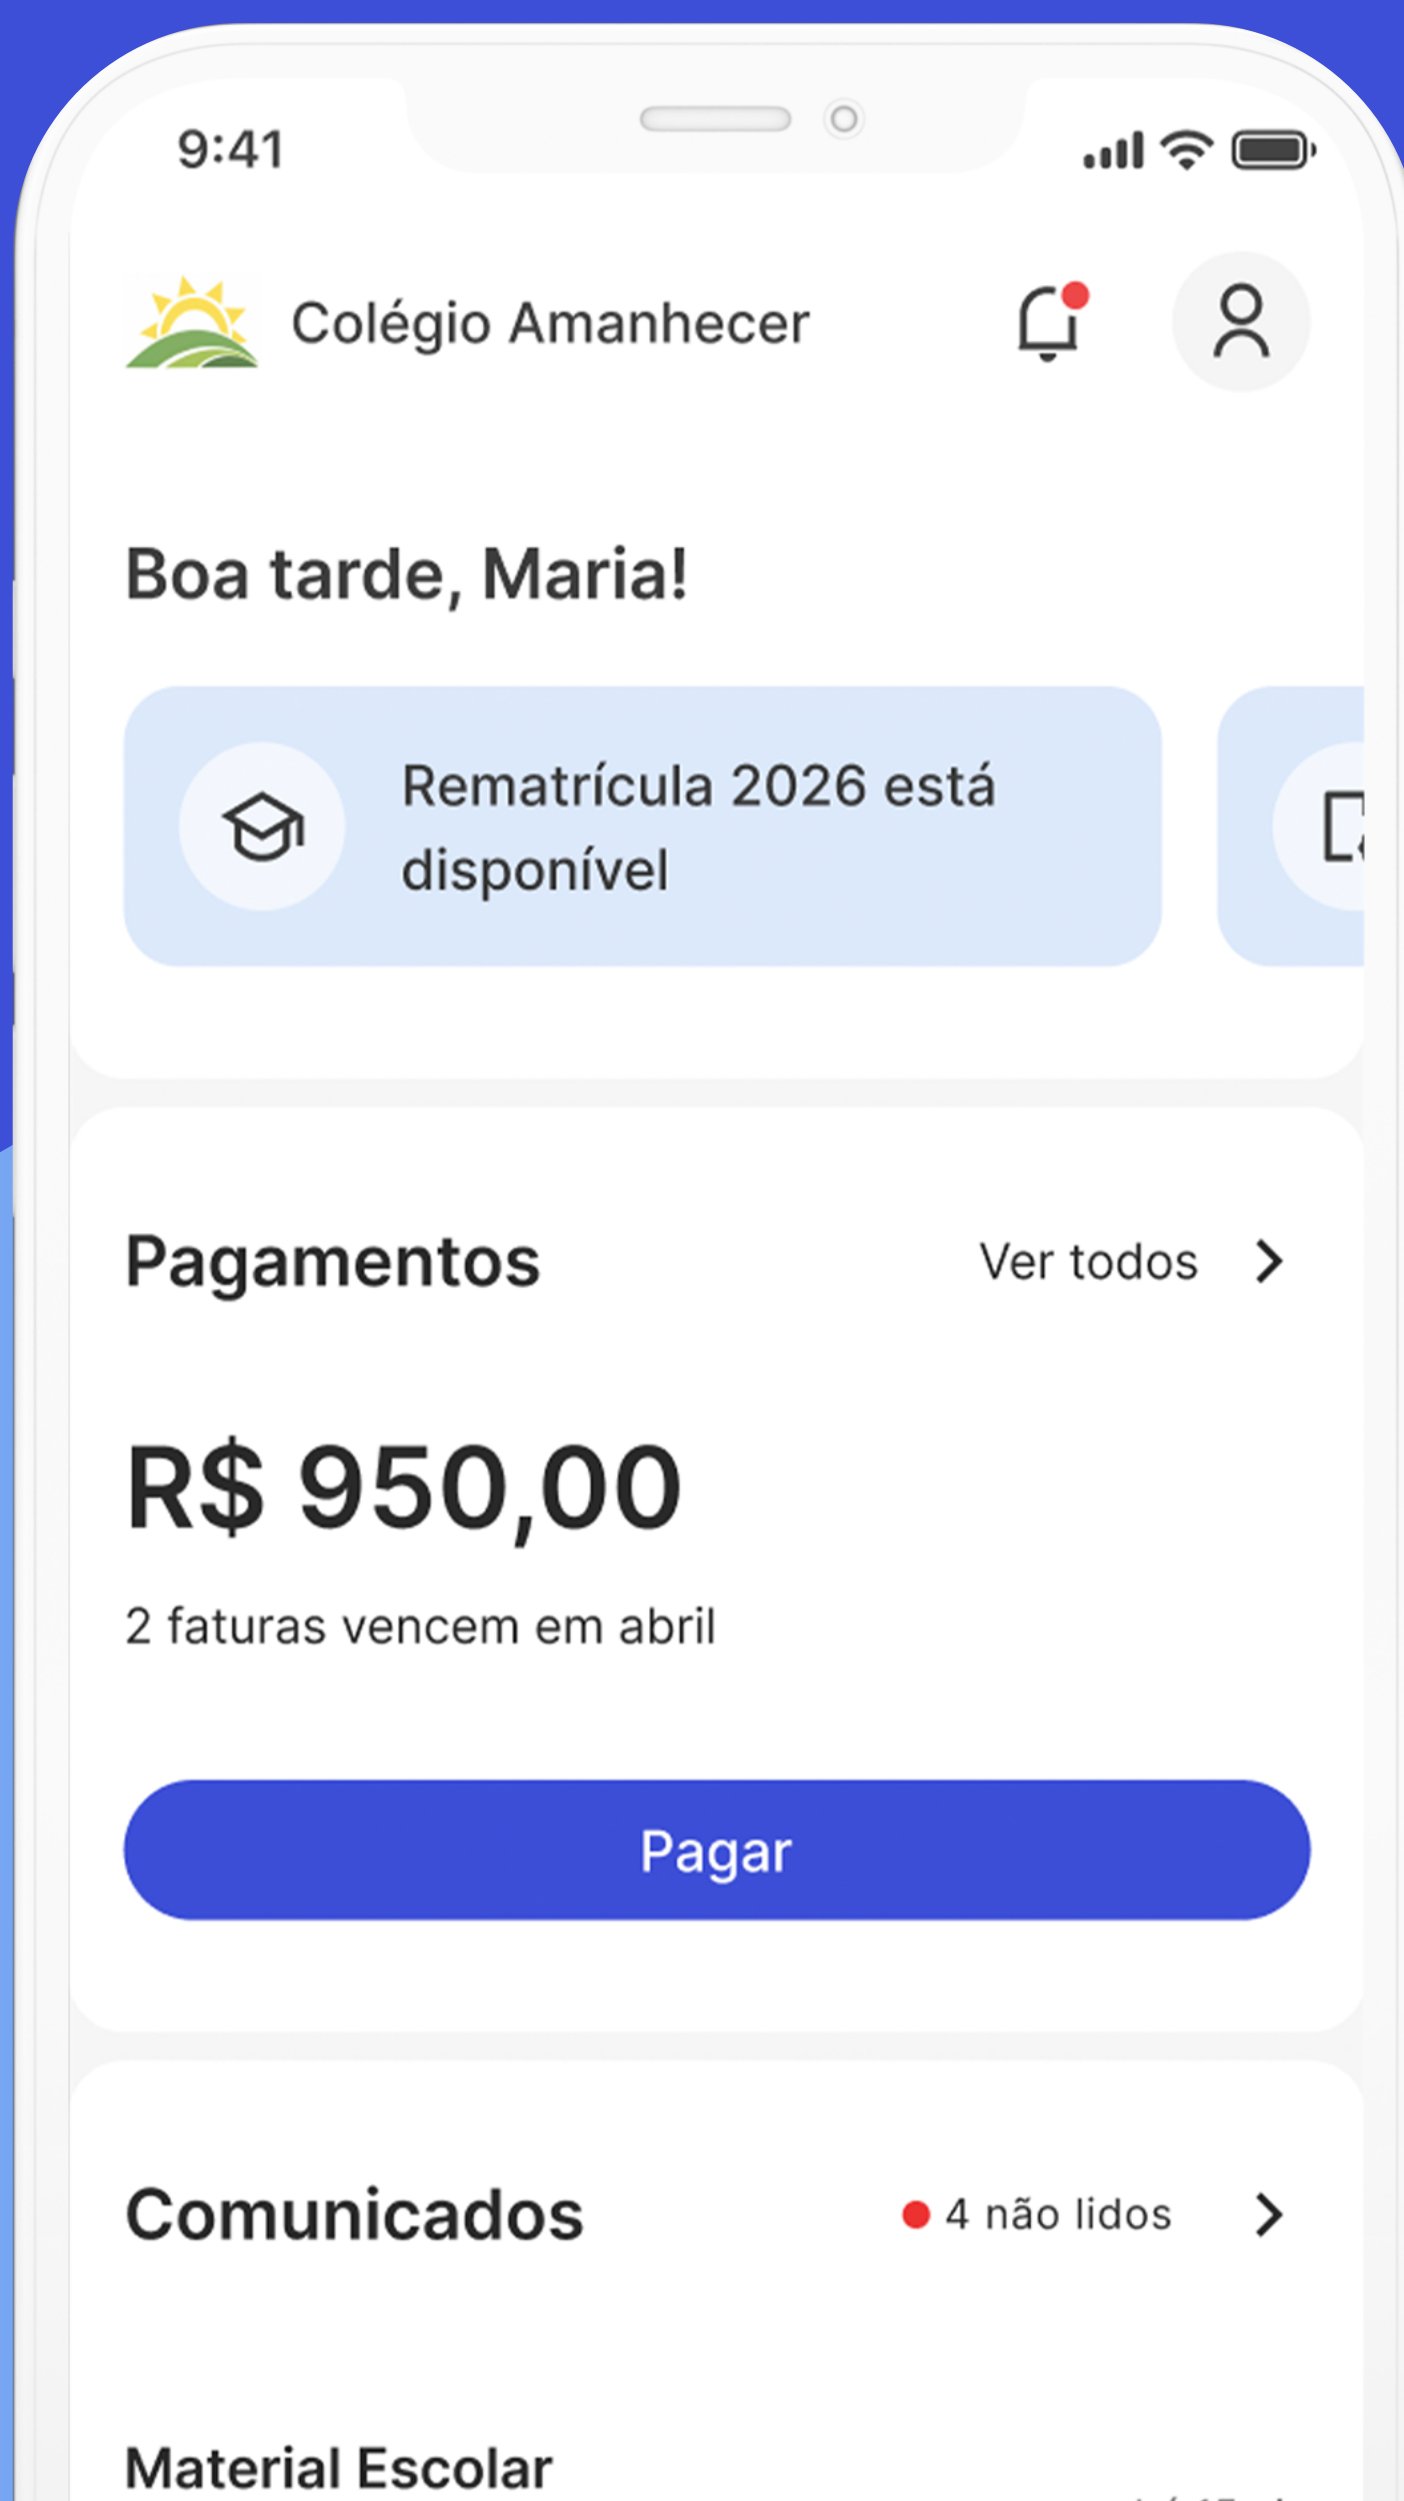 9:41
Colégio Amanhecer
Boa tarde, Maria!
Rematrícula 2026 está
disponível
Pagamentos
Ver todos
R$ 950,00
2 faturas vencem em abril
Pagar
Comunicados
4 não lidos
Material Escolar